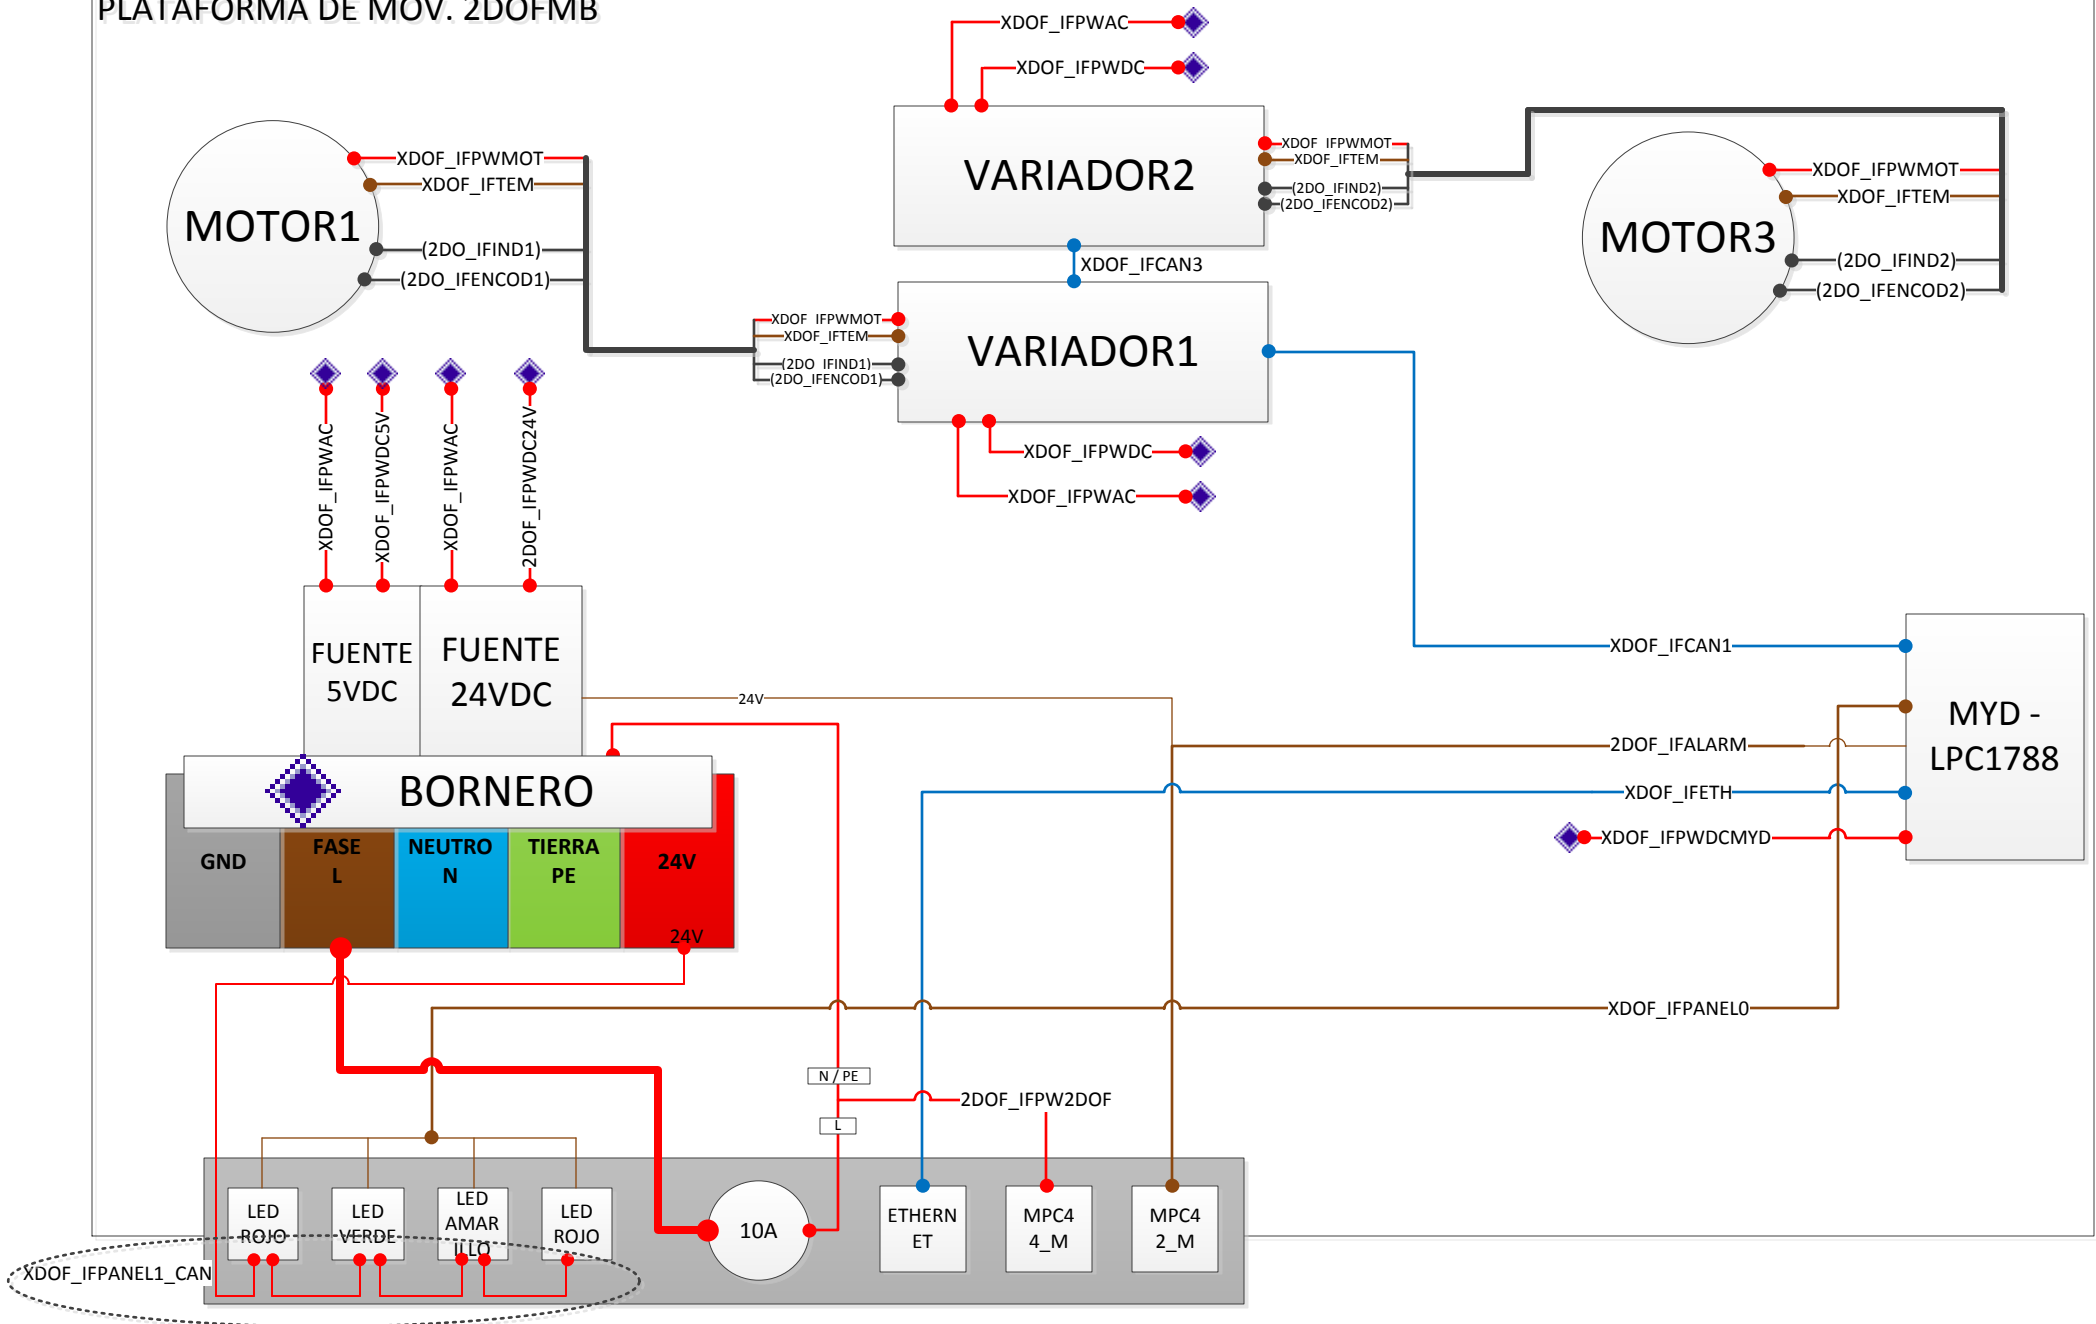 PLATAFORMA DE MOV. 2DOFMB
XDOF_IFPWAC
XDOF_IFPWDC
VARIADOR2
XDOF_IFPWMOT
XDOF_IFTEM
(2DO_IFIND2)
(2DO_IFENCOD2)
MOTOR1
XDOF_IFPWMOT
XDOF_IFTEM
(2DO_IFIND1)
(2DO_IFENCOD1)
MOTOR3
XDOF_IFPWMOT
XDOF_IFTEM
(2DO_IFIND2)
(2DO_IFENCOD2)
XDOF_IFCAN3
VARIADOR1
XDOF_IFPWMOT
XDOF_IFTEM
(2DO_IFIND1)
(2DO_IFENCOD1)
XDOF_IFPWDC
XDOF_IFPWAC
XDOF_IFPWAC
XDOF_IFPWDC5V
XDOF_IFPWAC
2DOF_IFPWDC24V
FUENTE
5VDC
FUENTE
24VDC
24V
XDOF_IFCAN1
2DOF_IFALARM
XDOF_IFETH
XDOF_IFPWDCMYD
MYD -
LPC1788
BORNERO
GND
FASE
L
NEUTRO
N
TIERRA
PE
24V
24V
XDOF_IFPANEL0
N / PE
2DOF_IFPW2DOF
L
LED
ROJO
LED
VERDE
LED
AMAR
ILLO
LED
ROJO
10A
ETHERN
ET
MPC4
4_M
MPC4
2_M
XDOF_IFPANEL1_CAN